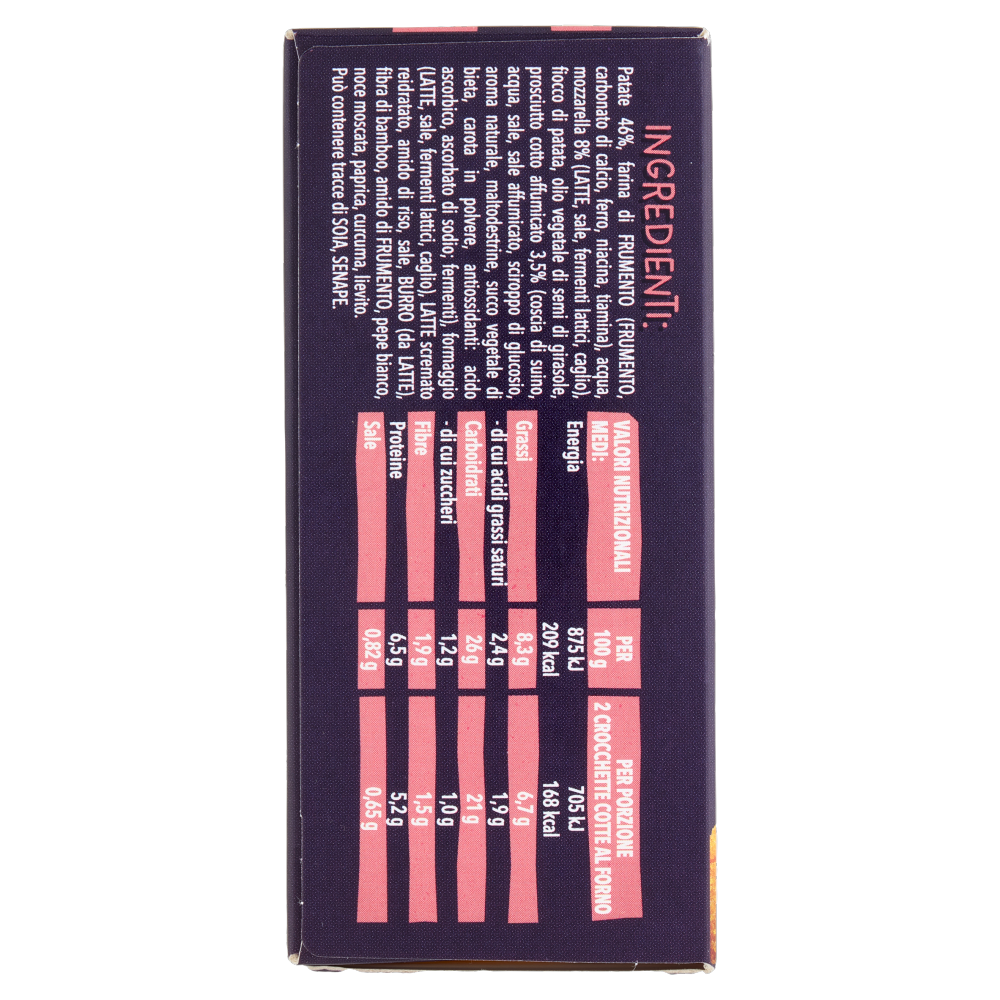 INGREDIENTI:
Patate 46%, farina di FRUMENTO (FRUMENTO,
carbonato di calcio, ferro, niacina, tiamina), acqua,
mozzarella 8% (LATTE, sale, fermenti lattici, caglio),
fiocco di patata, olio vegetale di semi di girasole,
prosciutto cotto affumicato 3,5% (coscia di suino,
acqua, sale, sale affumicato, sciroppo di glucosio,
aroma naturale, maltodestrine, succo vegetale di
bieta, carota in polvere, antiossidanti: acido
ascorbico, ascorbato di sodio; fermenti), formaggio
(LATTE, sale, fermenti lattici, caglio), LATTE scremato
reidratato, amido di riso, sale, BURRO (da LATTE),
fibra di bamboo, amido di FRUMENTO, pepe bianco,
noce moscata, paprica, curcuma, lievito.
Può contenere tracce di SOIA, SENAPE.
VALORI NUTRIZIONALI PER PER PORZIONE
MEDI: 100 g 2 CROCCHETTE COTTE AL FORNO
Energia 875 kJ 705 kJ
209 kcal 168 kcal
Grassi 8,3 g 6,7 g
- di cui acidi grassi saturi 2,4 g 1,9 g
Carboidrati 26 g 21 g
- di cui zuccheri 1,2 g 1,0 g
Fibre 1,9 g 1,5 g
Proteine 6,5 g 5,2 g
Sale 0,82 g 0,65 g